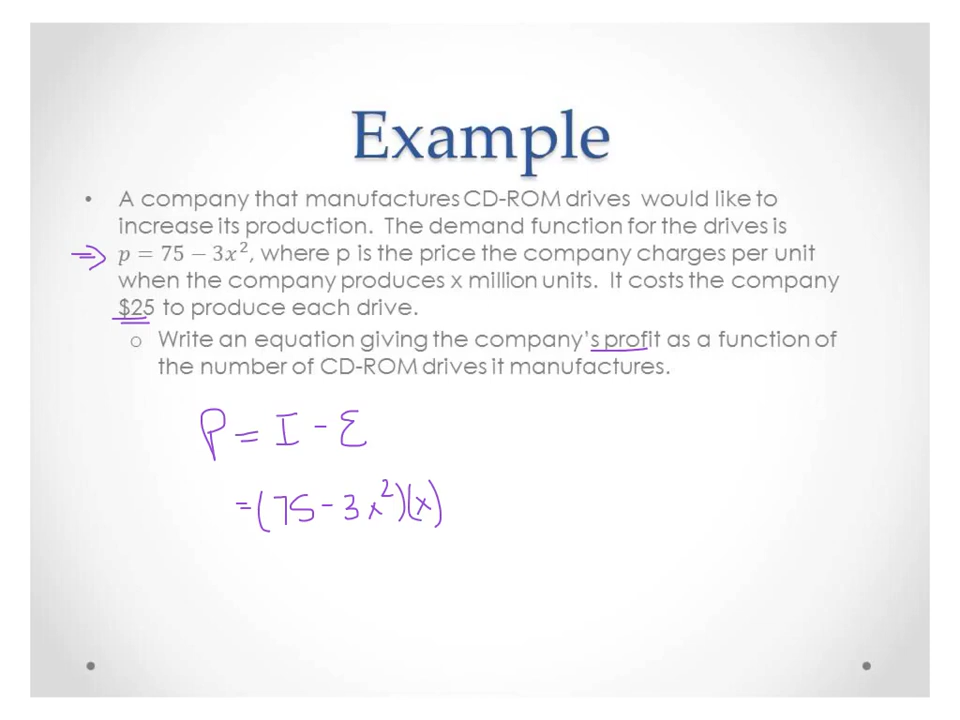 Example
• A company that manufactures CD-ROM drives would like to
increase its production. The demand function for the drives is
p = 75 − 3x², where p is the price the company charges per unit
when the company produces x million units. It costs the company
$25 to produce each drive.
o Write an equation giving the company's profit as a function of
the number of CD-ROM drives it manufactures.
P = I - E
= (75 - 3x²)(x)